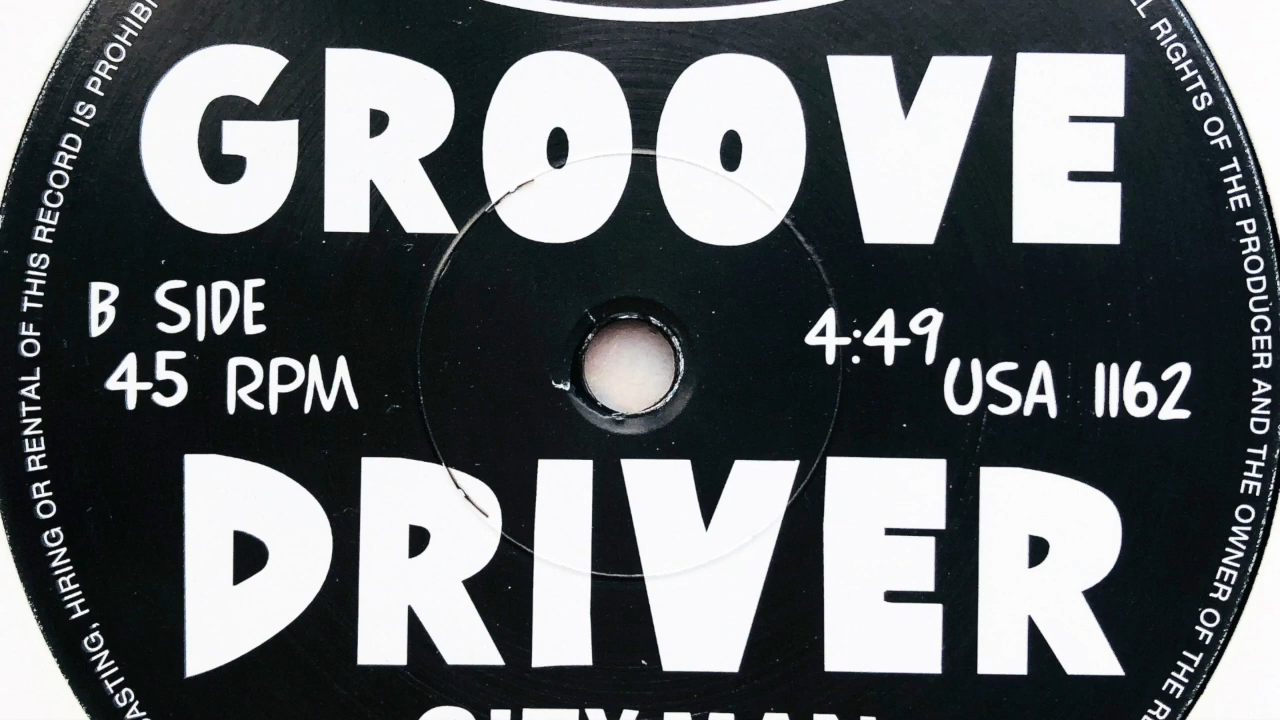 GROOVE
B SIDE
45 RPM
4:49
USA 1162
DRIVER
HIRING OR RENTAL OF THIS RECORD IS
RIGHTS OF THE PRODUCER AND THE OWNER OF THE